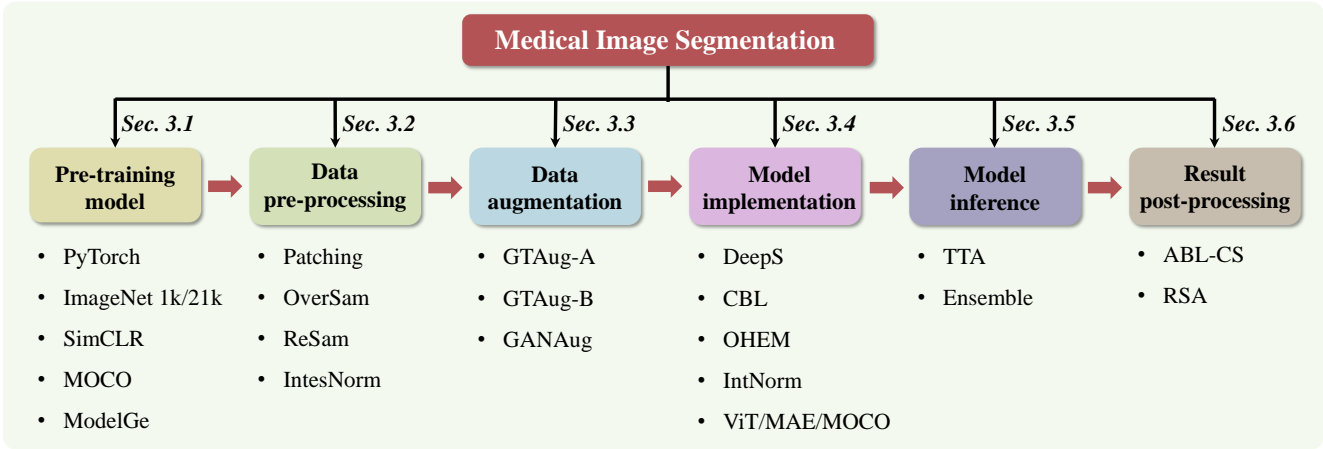 Medical Image Segmentation
Sec. 3.1
Sec. 3.2
Sec. 3.3
Sec. 3.4
Sec. 3.5
Sec. 3.6
Pre-training
model
Data
pre-processing
Data
augmentation
Model
implementation
Model
inference
Result
post-processing
• PyTorch
• ImageNet 1k/21k
• SimCLR
• MOCO
• ModelGe
• Patching
• OverSam
• ReSam
• IntesNorm
• GTAug-A
• GTAug-B
• GANAug
• DeepS
• CBL
• OHEM
• IntNorm
• ViT/MAE/MOCO
• TTA
• Ensemble
• ABL-CS
• RSA